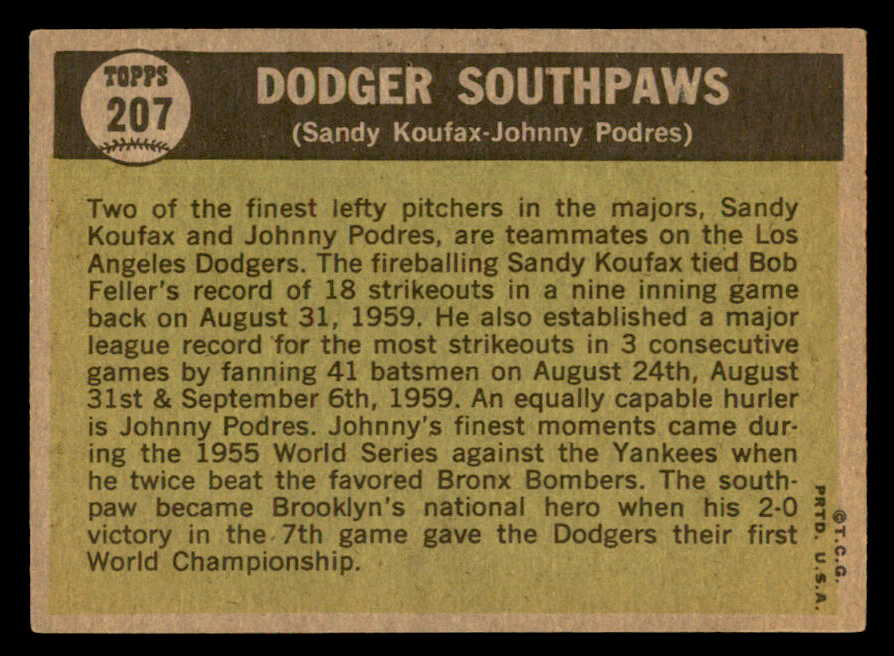 TOPPS
207
DODGER SOUTHPAWS
(Sandy Koufax-Johnny Podres)
Two of the finest lefty pitchers in the majors, Sandy
Koufax and Johnny Podres, are teammates on the Los
Angeles Dodgers. The fireballing Sandy Koufax tied Bob
Feller's record of 18 strikeouts in a nine inning game
back on August 31, 1959. He also established a major
league record for the most strikeouts in 3 consecutive
games by fanning 41 batsmen on August 24th, August
31st & September 6th, 1959. An equally capable hurler
is Johnny Podres. Johnny's finest moments came dur-
ing the 1955 World Series against the Yankees when
he twice beat the favored Bronx Bombers. The south-
paw became Brooklyn's national hero when his 2-0
victory in the 7th game gave the Dodgers their first
World Championship.
©T.C.G.
PRTD. U.S.A.